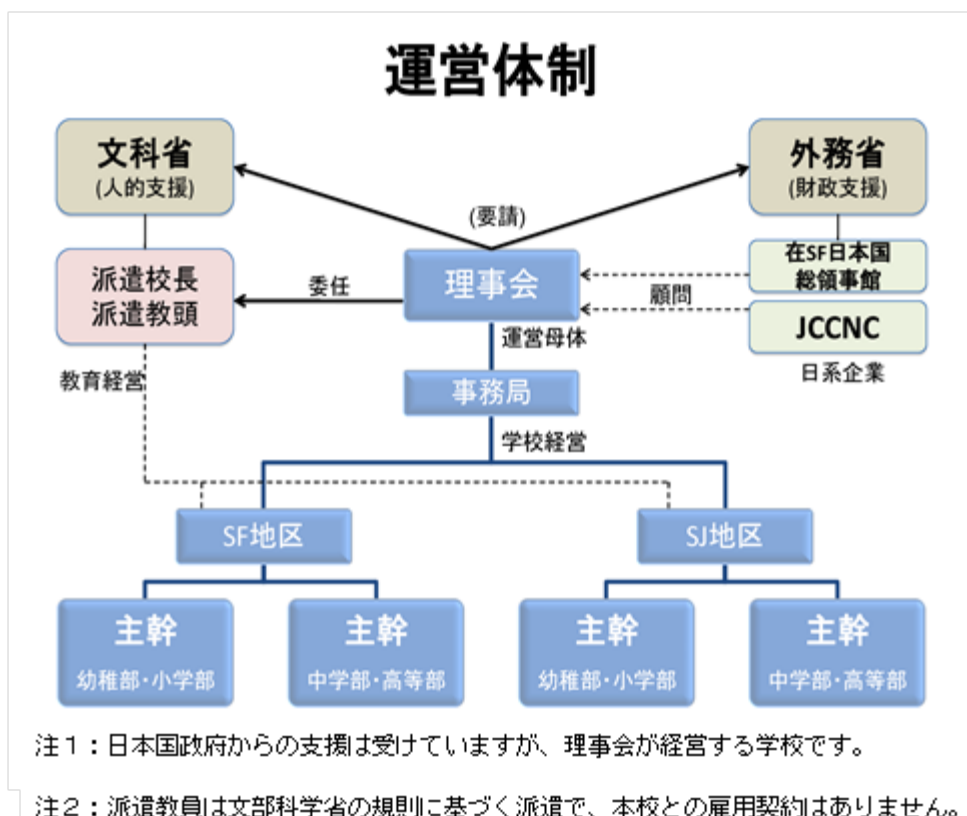 運営体制
文科省
(人的支援)
外務省
(財政支援)
(要請)
派遣校長
派遣教頭
委任
理事会
在SF日本国
総領事館
顧問
JCCNC
日系企業
運営母体
教育経営
事務局
学校経営
SF地区
SJ地区
主幹
幼稚部・小学部
主幹
中学部・高等部
主幹
幼稚部・小学部
主幹
中学部・高等部
注1：日本国政府からの支援は受けていますが、理事会が経営する学校です。
注2：派遣教員は文部科学省の規則に基づく派遣で、本校との雇用契約はありません。